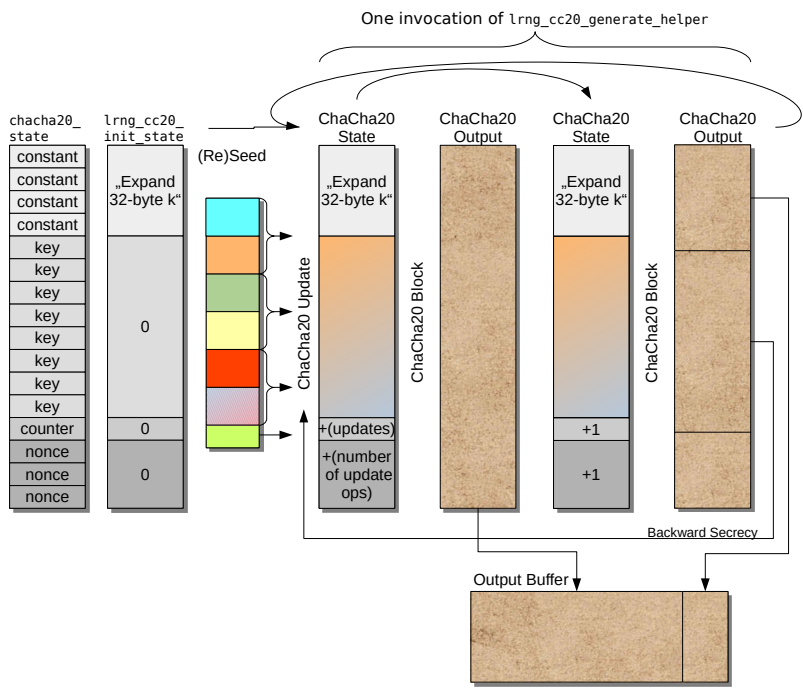 One invocation of lrng_cc20_generate_helper
chacha20_
state
lrng_cc20_
init_state
(Re)Seed
ChaCha20
State
ChaCha20
Output
ChaCha20
State
ChaCha20
Output
constant
constant
constant
constant
key
key
key
key
key
key
key
key
counter
nonce
nonce
nonce
„Expand
32-byte k“
0
0
0
ChaCha20 Update
„Expand
32-byte k“
+(updates)
+(number
of update
ops)
ChaCha20 Block
„Expand
32-byte k“
+1
+1
ChaCha20 Block
Backward Secrecy
Output Buffer